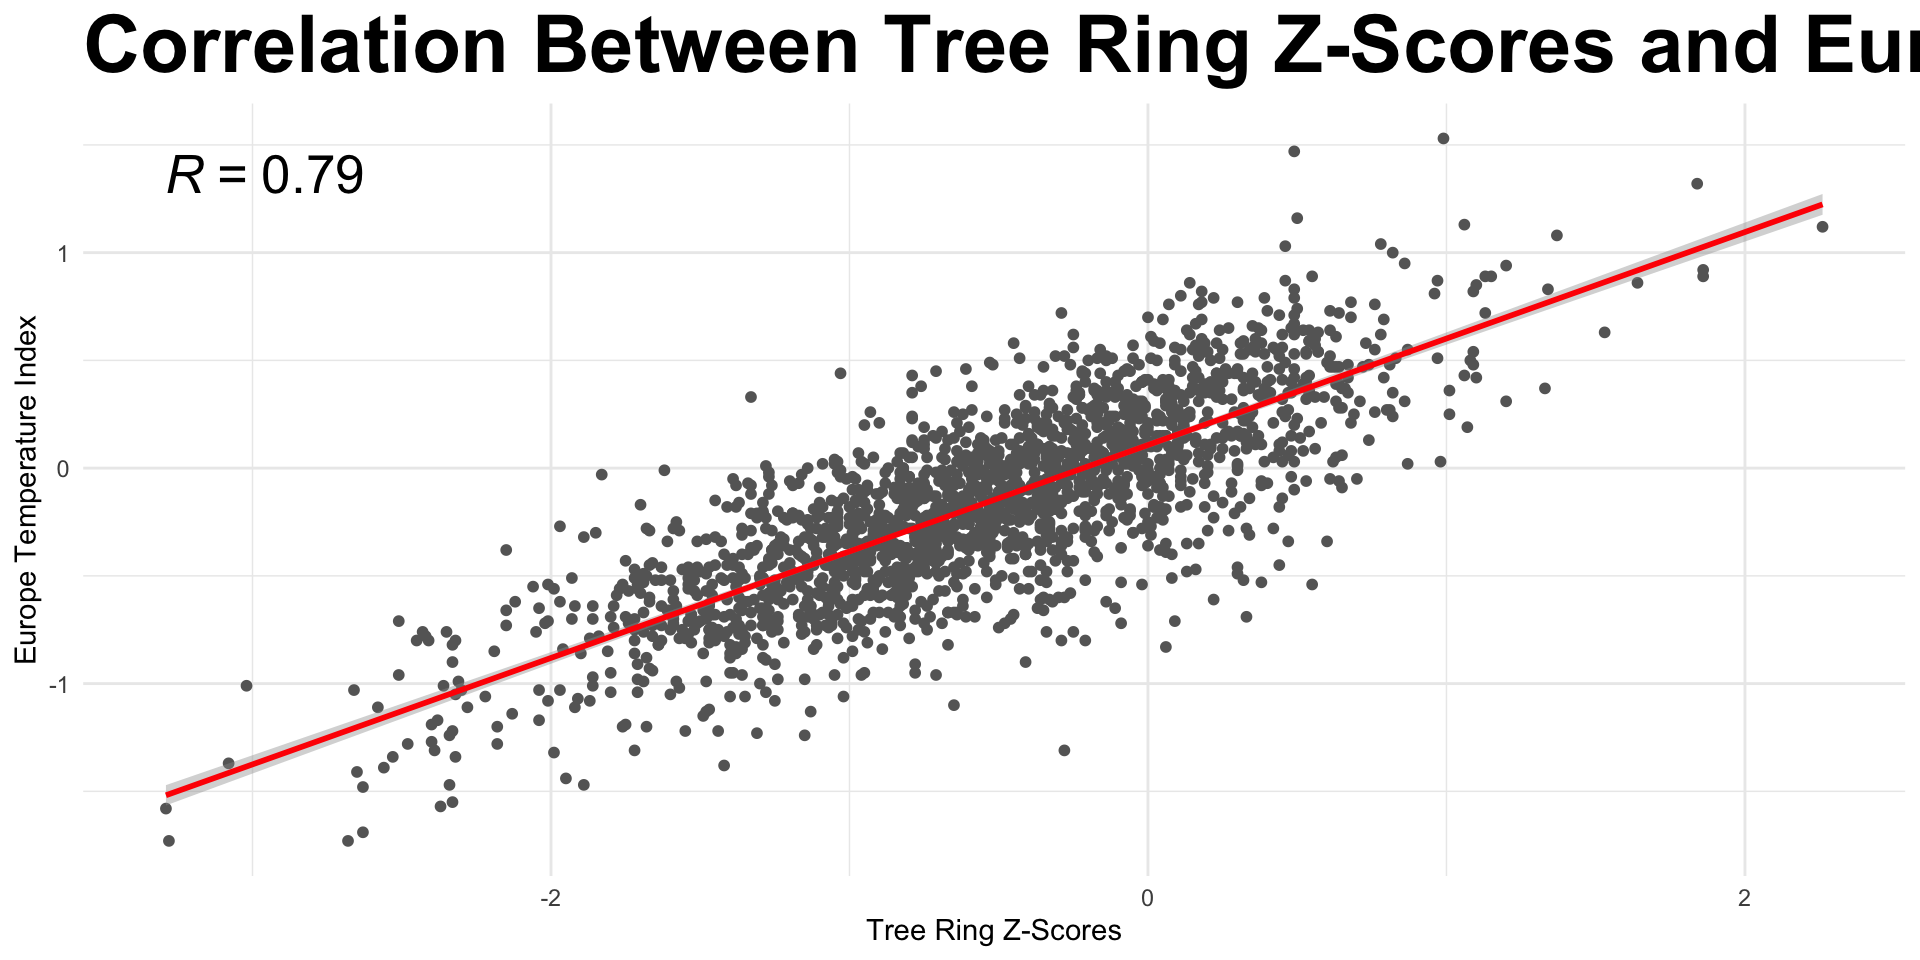 Correlation Between Tree Ring Z-Scores and Eur
R = 0.79
Europe Temperature Index
1
0
-1
-2
0
2
Tree Ring Z-Scores